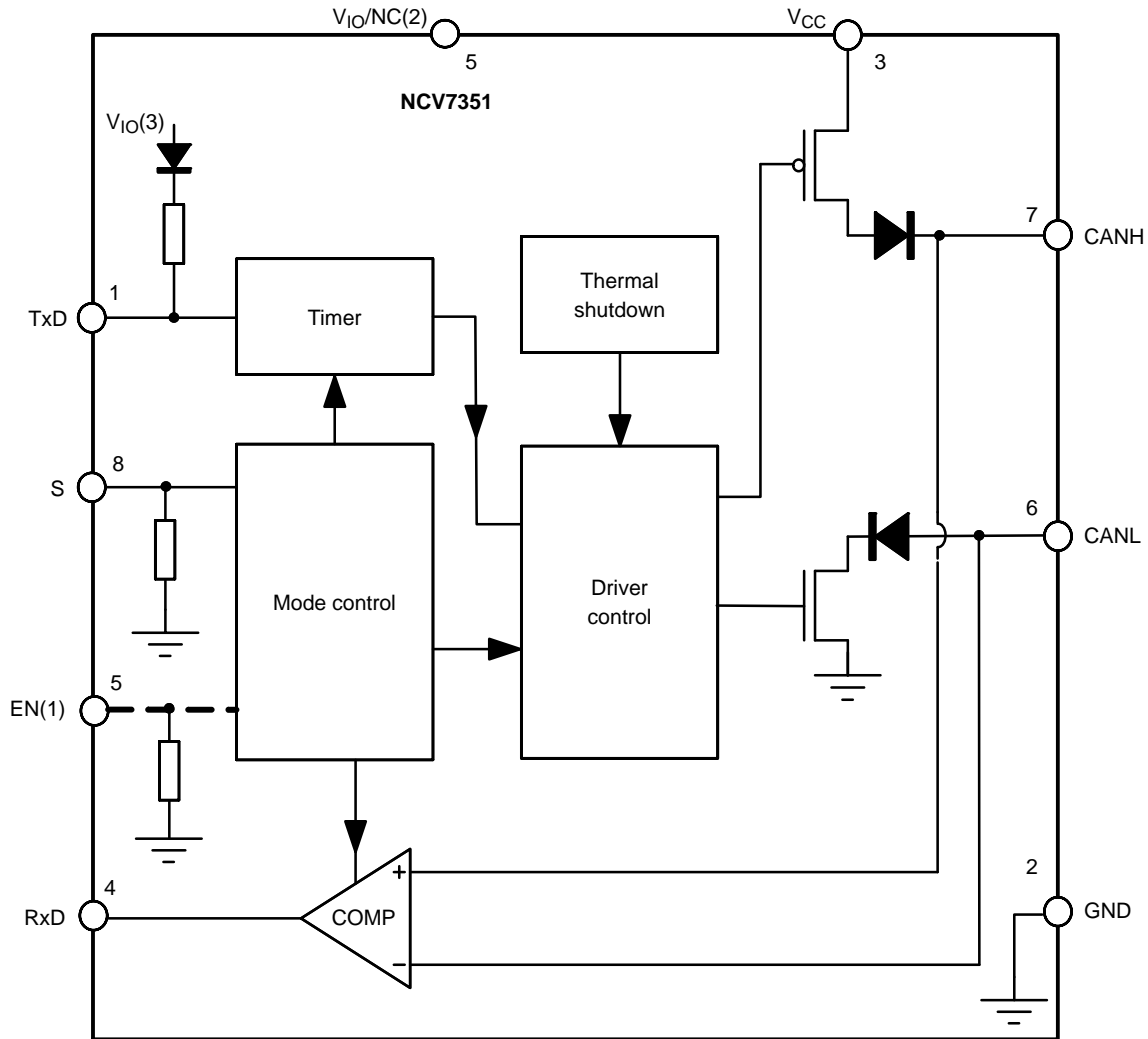 VIO/NC(2)
5
VCC
3
NCV7351
VIO(3)
7
CANH
1
TxD
Timer
Thermal
shutdown
8
S
6
CANL
Mode control
Driver
control
5
EN(1)
4
RxD
+
COMP
−
2
GND